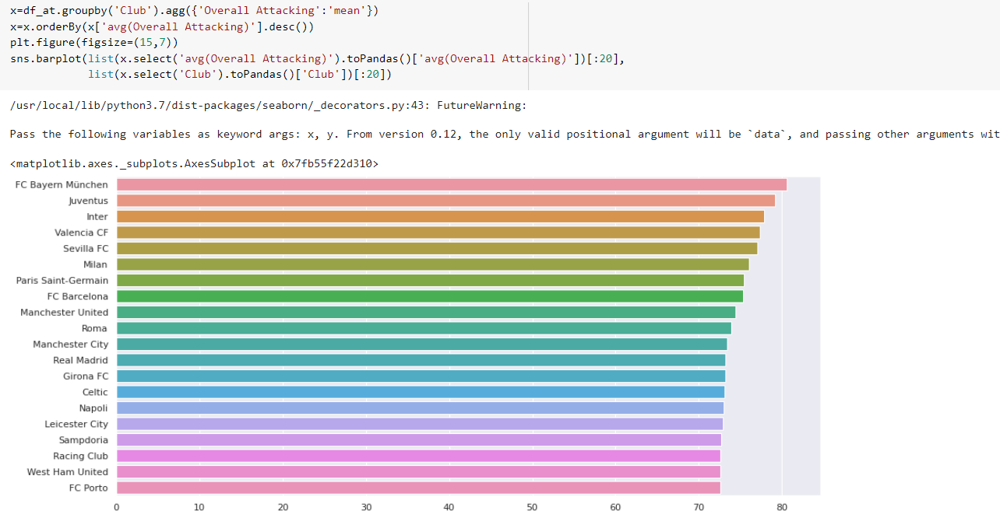 x=df_at.groupby('Club').agg({'Overall Attacking':'mean'})
x=x.orderBy(x['avg(Overall Attacking)'].desc())
plt.figure(figsize=(15,7))
sns.barplot(list(x.select('avg(Overall Attacking)').toPandas()['avg(Overall Attacking)'])[:20],
            list(x.select('Club').toPandas()['Club'])[:20])
/usr/local/lib/python3.7/dist-packages/seaborn/_decorators.py:43: FutureWarning:
Pass the following variables as keyword args: x, y. From version 0.12, the only valid positional argument will be `data`, and passing other arguments wit
<matplotlib.axes._subplots.AxesSubplot at 0x7fb55f22d310>
FC Bayern München
Juventus
Inter
Valencia CF
Sevilla FC
Milan
Paris Saint-Germain
FC Barcelona
Manchester United
Roma
Manchester City
Real Madrid
Girona FC
Celtic
Napoli
Leicester City
Sampdoria
Racing Club
West Ham United
FC Porto
0 10 20 30 40 50 60 70 80